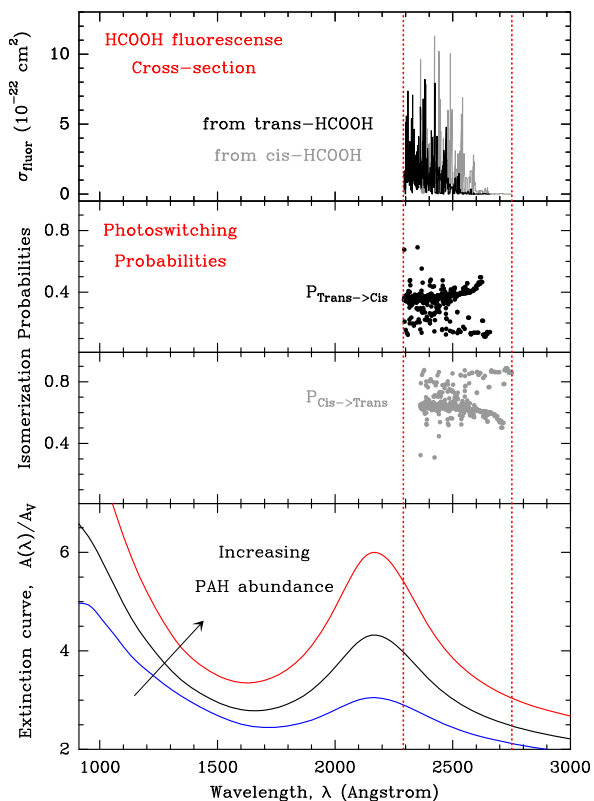 HCOOH fluorescense
Cross-section
from trans-HCOOH
from cis-HCOOH
σfluor (10⁻²² cm²)
10
5
0
Photoswitching
Probabilities
PTrans->Cis
0.8
0.4
PCis->Trans
0.8
0.4
Isomerization Probabilities
Increasing
PAH abundance
Extinction curve, A(λ)/AV
6
4
2
1000 1500 2000 2500 3000
Wavelength, λ (Angstrom)